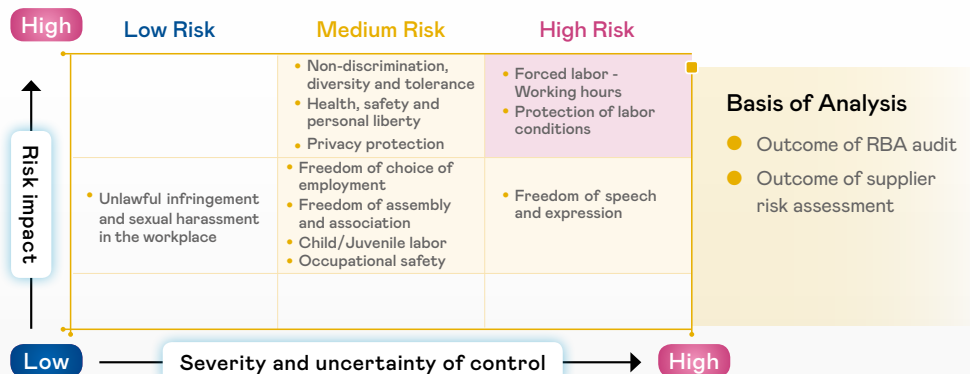 High
Low Risk
Medium Risk
High Risk
Non-discrimination,
diversity and tolerance
Health, safety and
personal liberty
Privacy protection
Forced labor -
Working hours
Protection of labor
conditions
Unlawful infringement
and sexual harassment
in the workplace
Freedom of choice of
employment
Freedom of assembly
and association
Child/Juvenile labor
Occupational safety
Freedom of speech
and expression
Risk impact
Low
Severity and uncertainty of control
High
Basis of Analysis
Outcome of RBA audit
Outcome of supplier
risk assessment